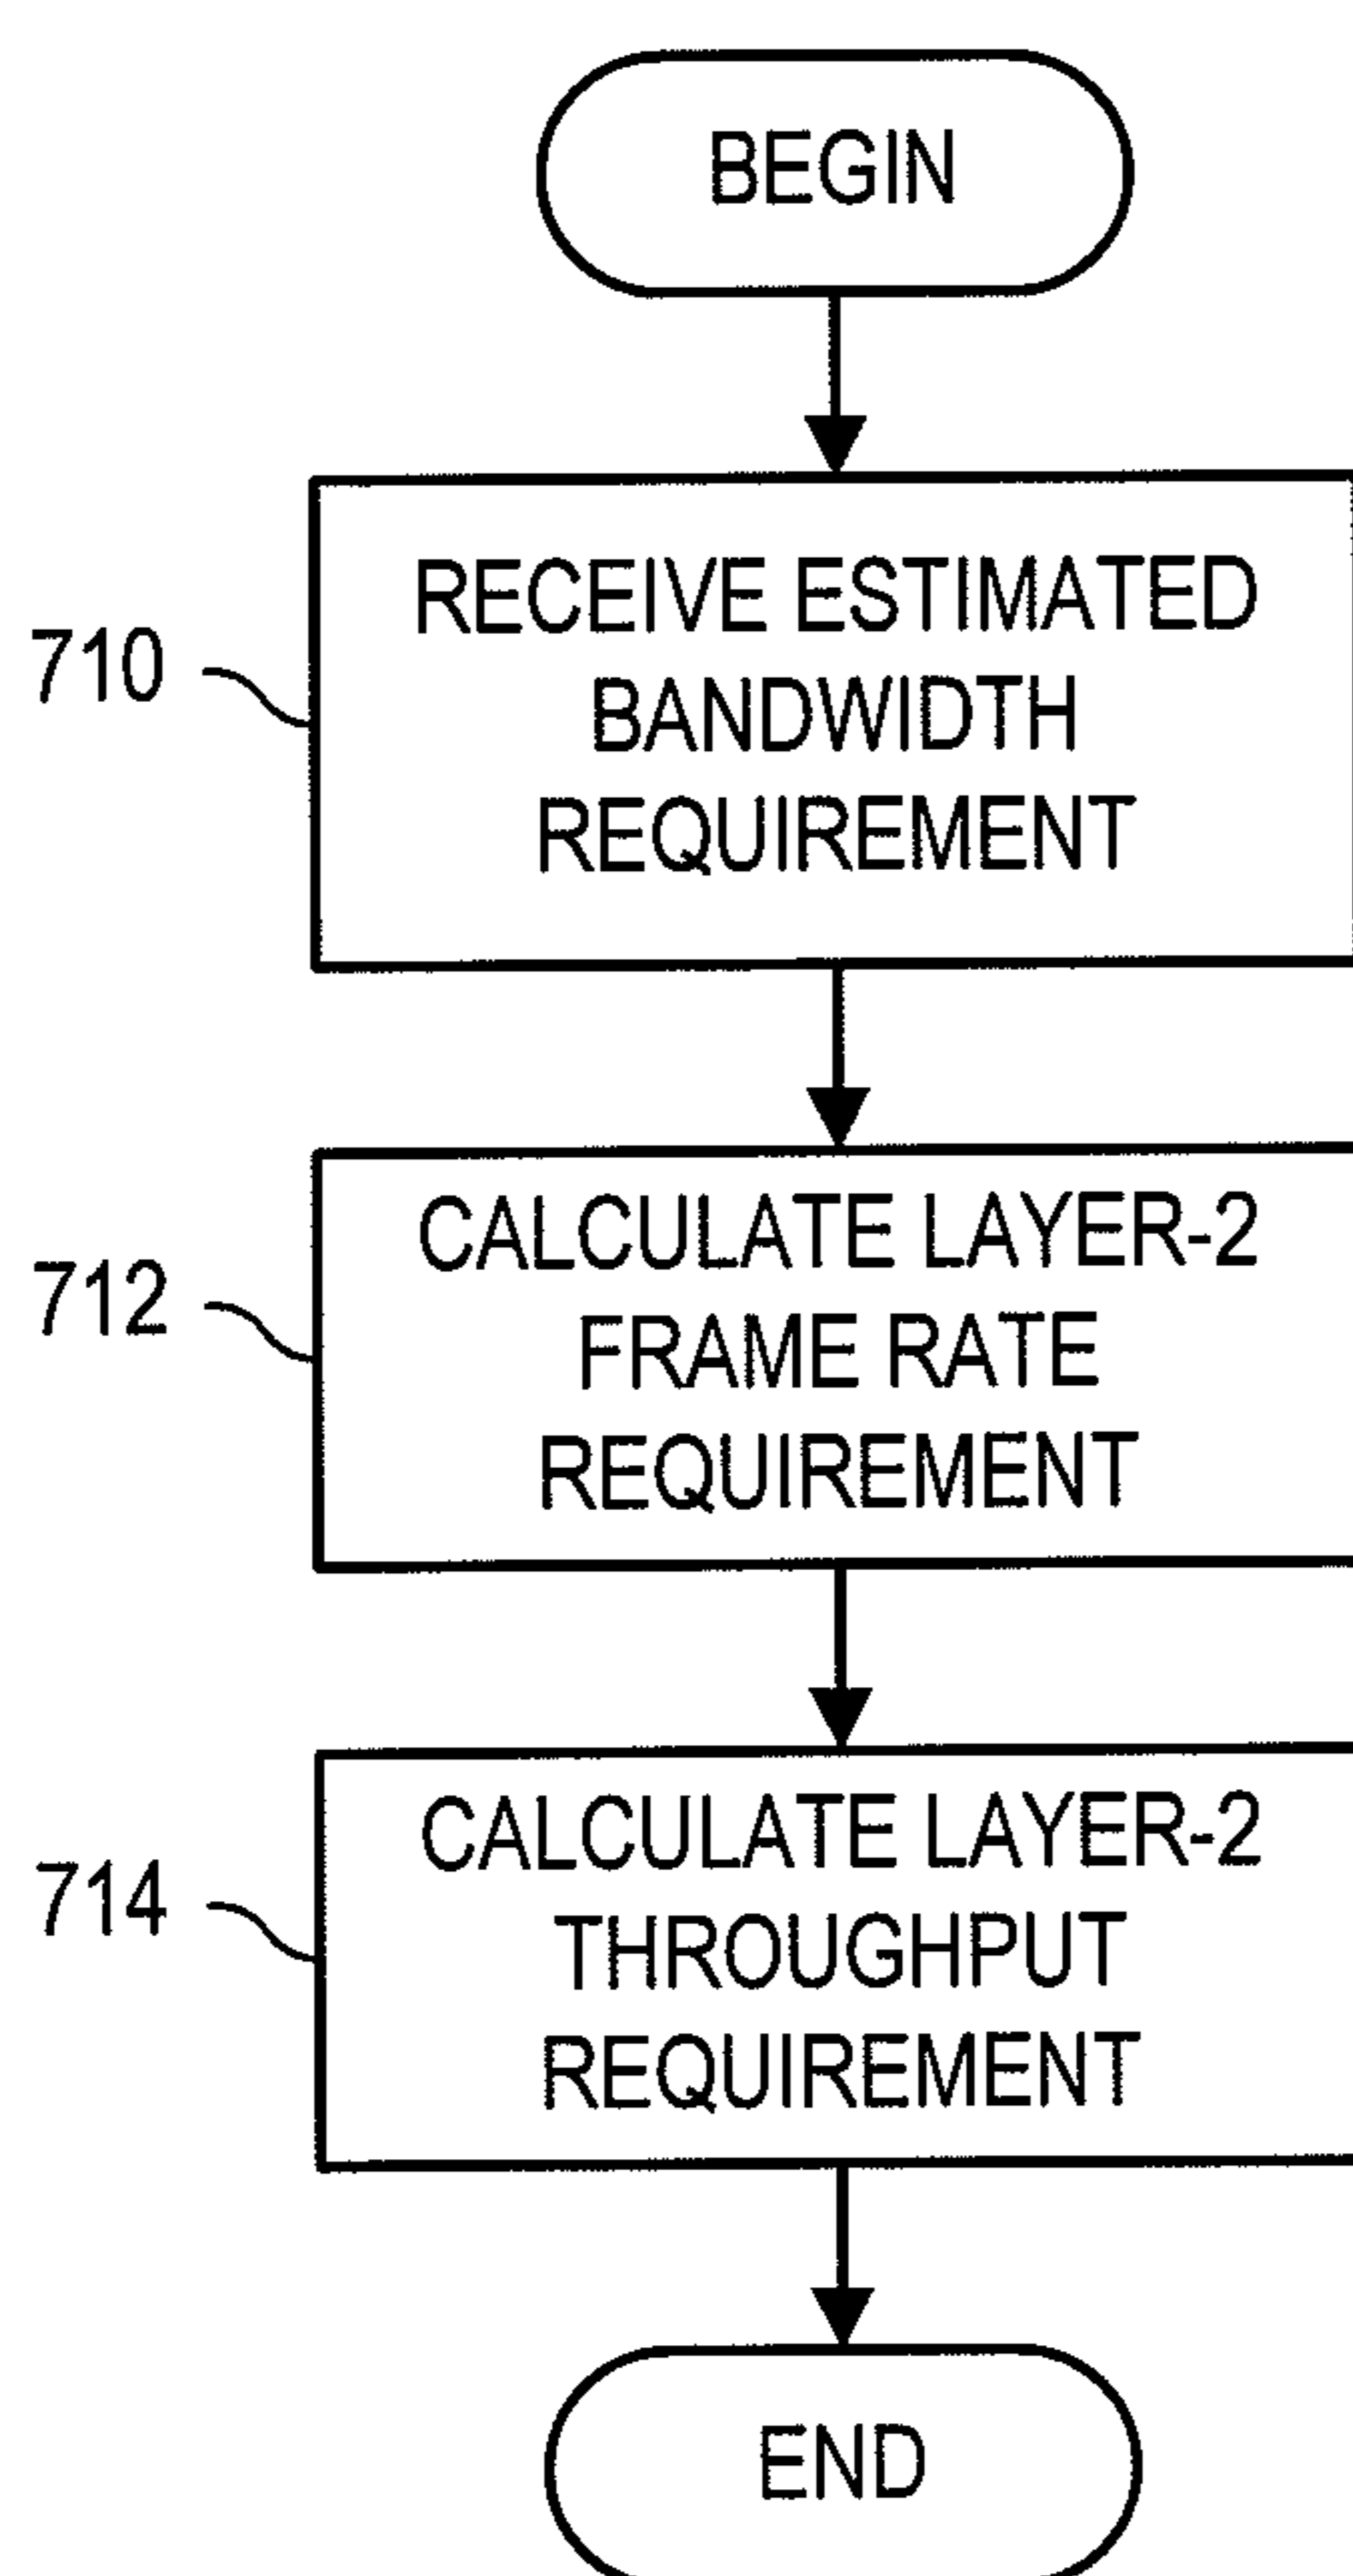 BEGIN
710
RECEIVE ESTIMATED
BANDWIDTH
REQUIREMENT
712
CALCULATE LAYER-2
FRAME RATE
REQUIREMENT
714
CALCULATE LAYER-2
THROUGHPUT
REQUIREMENT
END